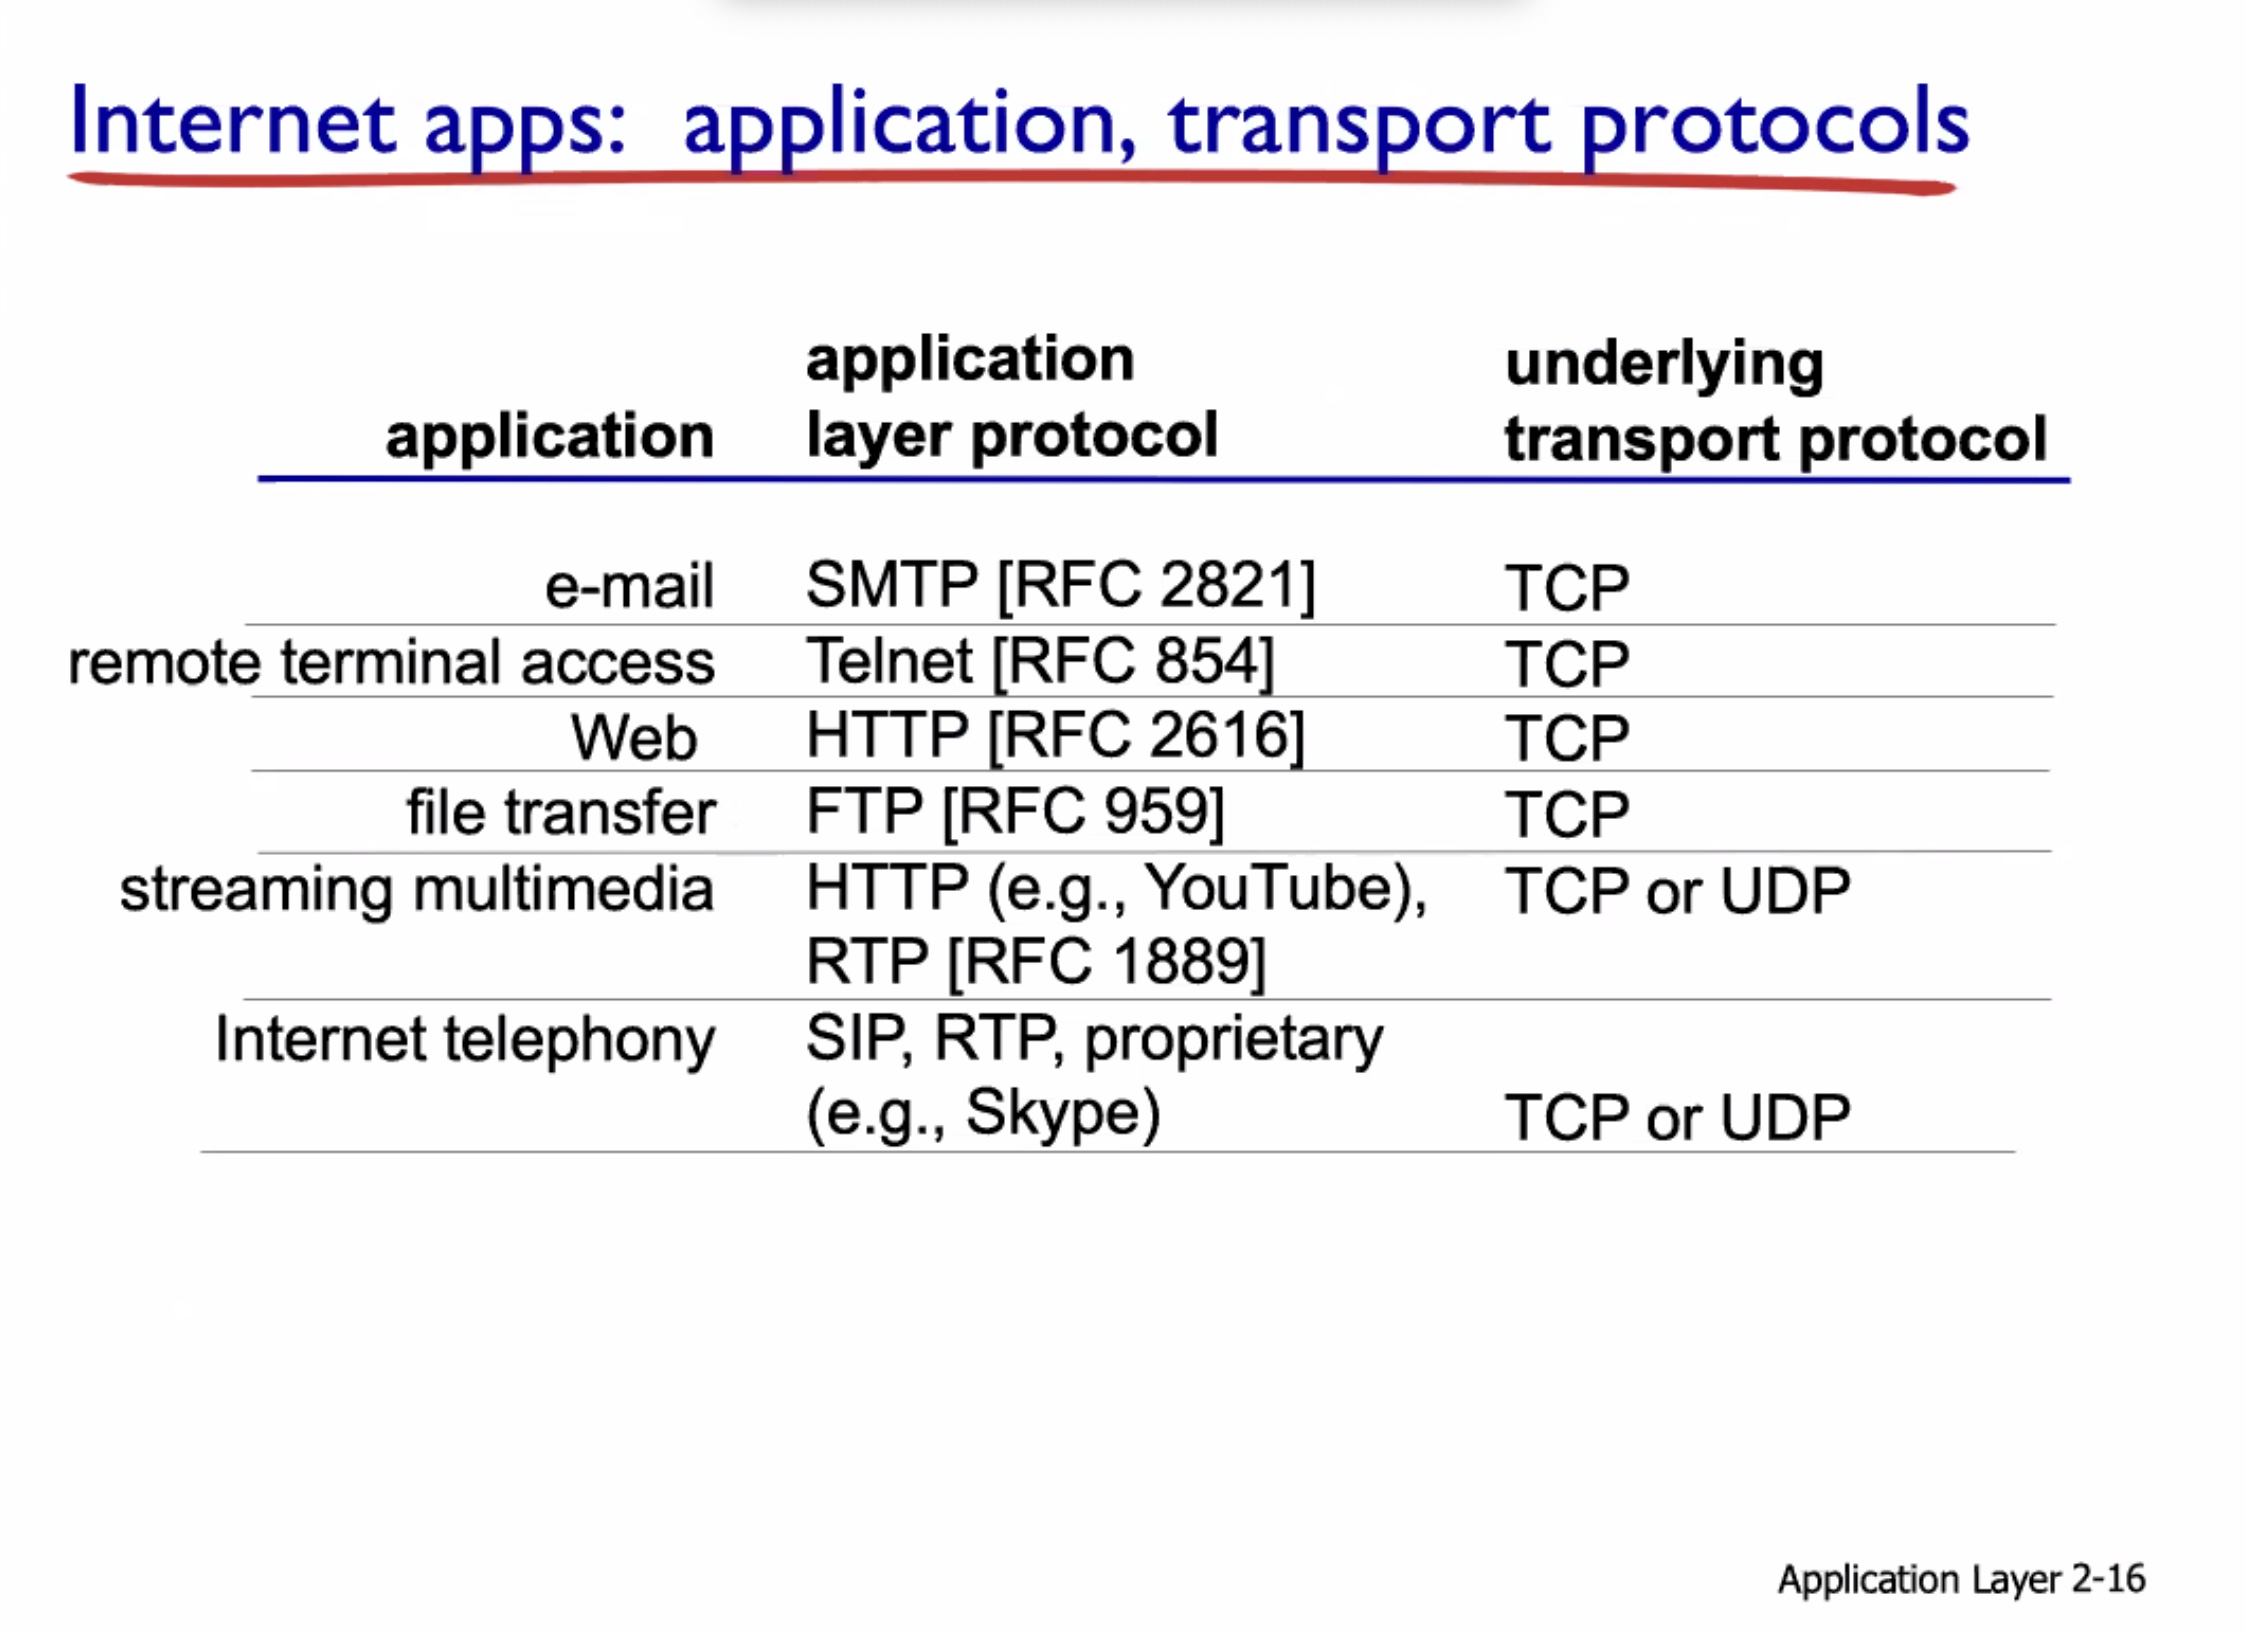 Internet apps: application, transport protocols
application
application layer protocol
underlying transport protocol
e-mail SMTP [RFC 2821] TCP
remote terminal access Telnet [RFC 854] TCP
Web HTTP [RFC 2616] TCP
file transfer FTP [RFC 959] TCP
streaming multimedia HTTP (e.g., YouTube), TCP or UDP
RTP [RFC 1889]
Internet telephony SIP, RTP, proprietary
(e.g., Skype) TCP or UDP
Application Layer 2-16